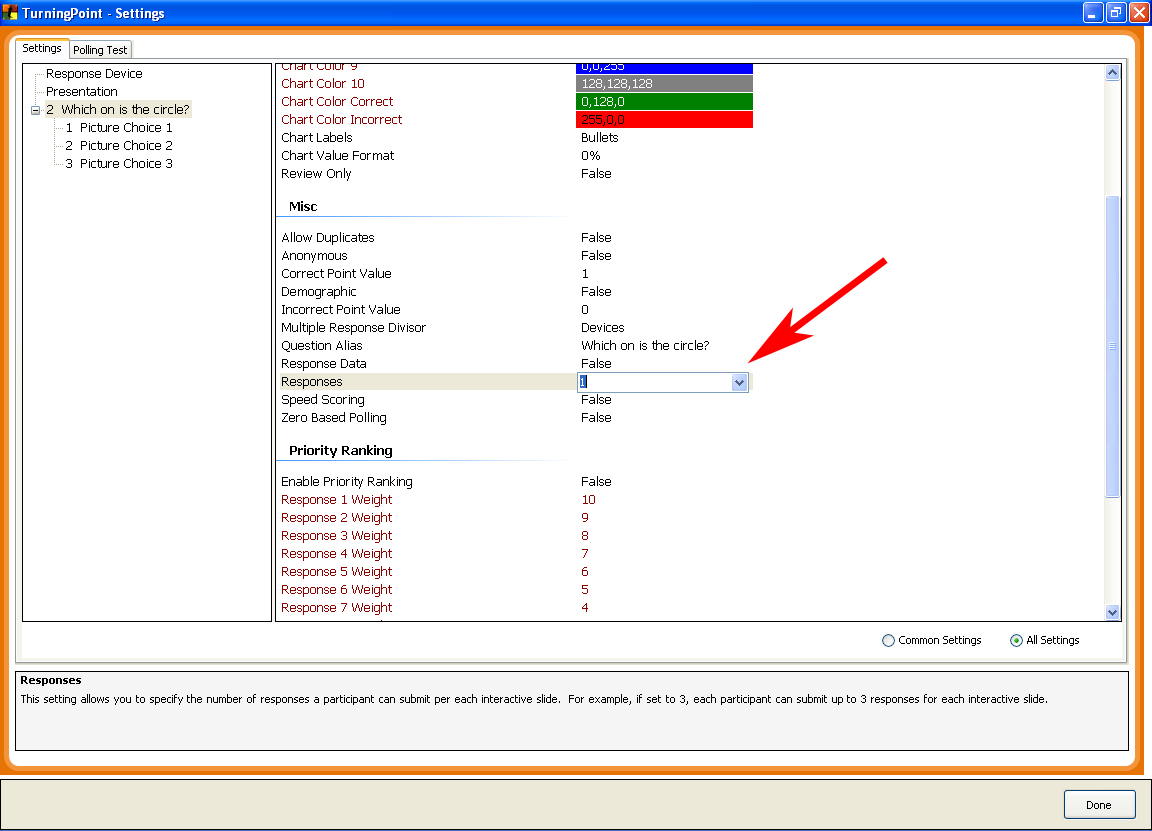 TurningPoint - Settings
Settings
Polling Test
Response Device
Presentation
2 Which on is the circle?
1 Picture Choice 1
2 Picture Choice 2
3 Picture Choice 3
Chart Color 9 0,0,255
Chart Color 10 128,128,128
Chart Color Correct 0,128,0
Chart Color Incorrect 255,0,0
Chart Labels Bullets
Chart Value Format 0%
Review Only False
Misc
Allow Duplicates False
Anonymous False
Correct Point Value 1
Demographic False
Incorrect Point Value 0
Multiple Response Divisor Devices
Question Alias Which on is the circle?
Response Data False
Responses 1
Speed Scoring False
Zero Based Polling False
Priority Ranking
Enable Priority Ranking False
Response 1 Weight 10
Response 2 Weight 9
Response 3 Weight 8
Response 4 Weight 7
Response 5 Weight 6
Response 6 Weight 5
Response 7 Weight 4
Common Settings
All Settings
Responses
This setting allows you to specify the number of responses a participant can submit per each interactive slide. For example, if set to 3, each participant can submit up to 3 responses for each interactive slide.
Done